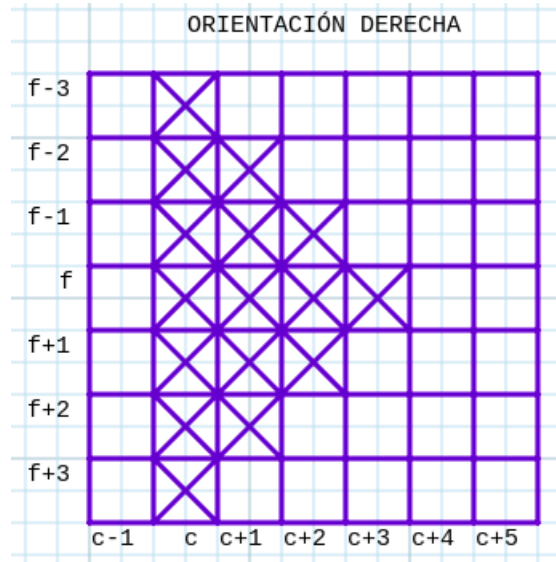 ORIENTACIÓN DERECHA
f-3
f-2
f-1
f
f+1
f+2
f+3
c-1 c c+1 c+2 c+3 c+4 c+5